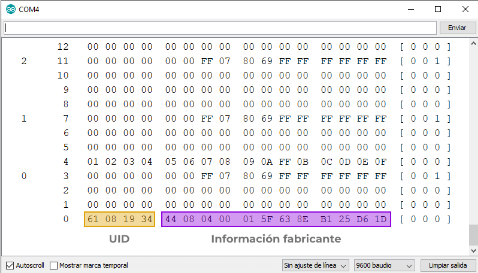 COM4
Enviar
12 00 00 00 00 00 00 00 00 00 00 00 00 00 00 00 00 [ 0 0 0 ]
2 11 00 00 00 00 00 00 FF 07 80 69 FF FF FF FF FF FF [ 0 0 1 ]
10 00 00 00 00 00 00 00 00 00 00 00 00 00 00 00 00 [ 0 0 0 ]
9 00 00 00 00 00 00 00 00 00 00 00 00 00 00 00 00 [ 0 0 0 ]
8 00 00 00 00 00 00 00 00 00 00 00 00 00 00 00 00 [ 0 0 0 ]
1 7 00 00 00 00 00 00 FF 07 80 69 FF FF FF FF FF FF [ 0 0 1 ]
6 00 00 00 00 00 00 00 00 00 00 00 00 00 00 00 00 [ 0 0 0 ]
5 00 00 00 00 00 00 00 00 00 00 00 00 00 00 00 00 [ 0 0 0 ]
4 01 02 03 04 05 06 07 08 09 0A FF 0B 0C 0D 0E 0F [ 0 0 0 ]
0 3 00 00 00 00 00 00 FF 07 80 69 FF FF FF FF FF FF [ 0 0 1 ]
2 00 00 00 00 00 00 00 00 00 00 00 00 00 00 00 00 [ 0 0 0 ]
1 00 00 00 00 00 00 00 00 00 00 00 00 00 00 00 00 [ 0 0 0 ]
0 61 08 19 34 44 08 04 00 01 5F 63 8E B1 25 D6 1D [ 0 0 0 ]
UID Información fabricante
Autoscroll Mostrar marca temporal Sin ajuste de línea 9600 baudio Limpiar salida